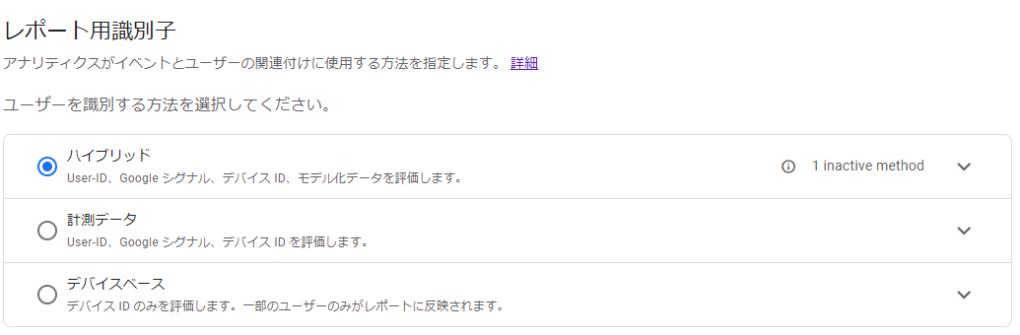 レポート用識別子
アナリティクスがイベントとユーザーの関連付けに使用する方法を指定します。 詳細
ユーザーを識別する方法を選択してください。
ハイブリッド
User-ID、Google シグナル、デバイス ID、モデル化データを評価します。
1 inactive method
計測データ
User-ID、Google シグナル、デバイス ID を評価します。
デバイスベース
デバイス ID のみを評価します。一部のユーザーのみがレポートに反映されます。